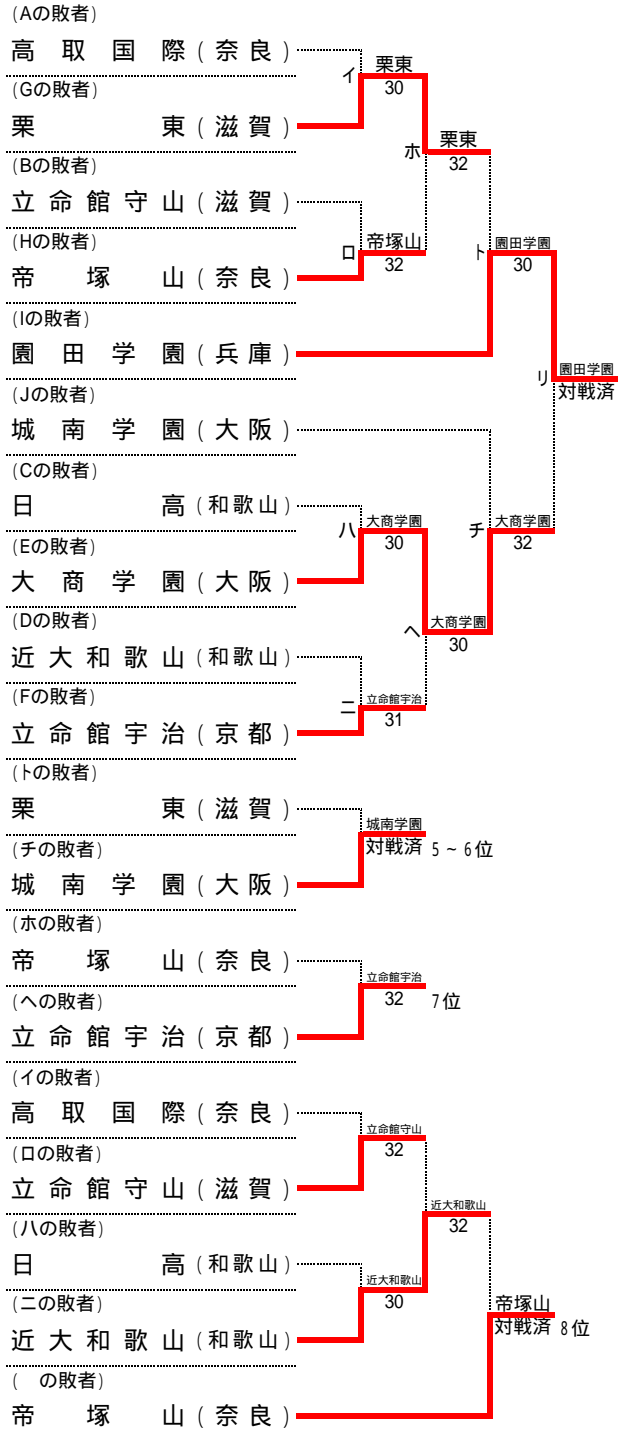 (Aの敗者)
高取国際(奈良)
イ 栗東
30
(Gの敗者)
栗東(滋賀)
ホ 栗東
32
(Bの敗者)
立命館守山(滋賀)
(Hの敗者)
ロ 帝塚山
32
ト 園田学園
30
帝塚山(奈良)
(Iの敗者)
園田学園(兵庫)
リ 園田学園
対戦済
(Jの敗者)
城南学園(大阪)
(Cの敗者)
日高(和歌山)
ハ 大商学園
30
チ 大商学園
32
(Eの敗者)
大商学園(大阪)
(Dの敗者)
ヘ 大商学園
30
近大和歌山(和歌山)
(Fの敗者)
ニ 立命館宇治
31
立命館宇治(京都)
(トの敗者)
栗東(滋賀)
城南学園
対戦済 5~6位
(チの敗者)
城南学園(大阪)
(ホの敗者)
帝塚山(奈良)
立命館宇治
32 7位
(ヘの敗者)
立命館宇治(京都)
(イの敗者)
高取国際(奈良)
立命館守山
32
(ロの敗者)
立命館守山(滋賀)
近大和歌山
32
(ハの敗者)
日高(和歌山)
近大和歌山
30
(ニの敗者)
帝塚山
対戦済 8位
近大和歌山(和歌山)
( の敗者)
帝塚山(奈良)